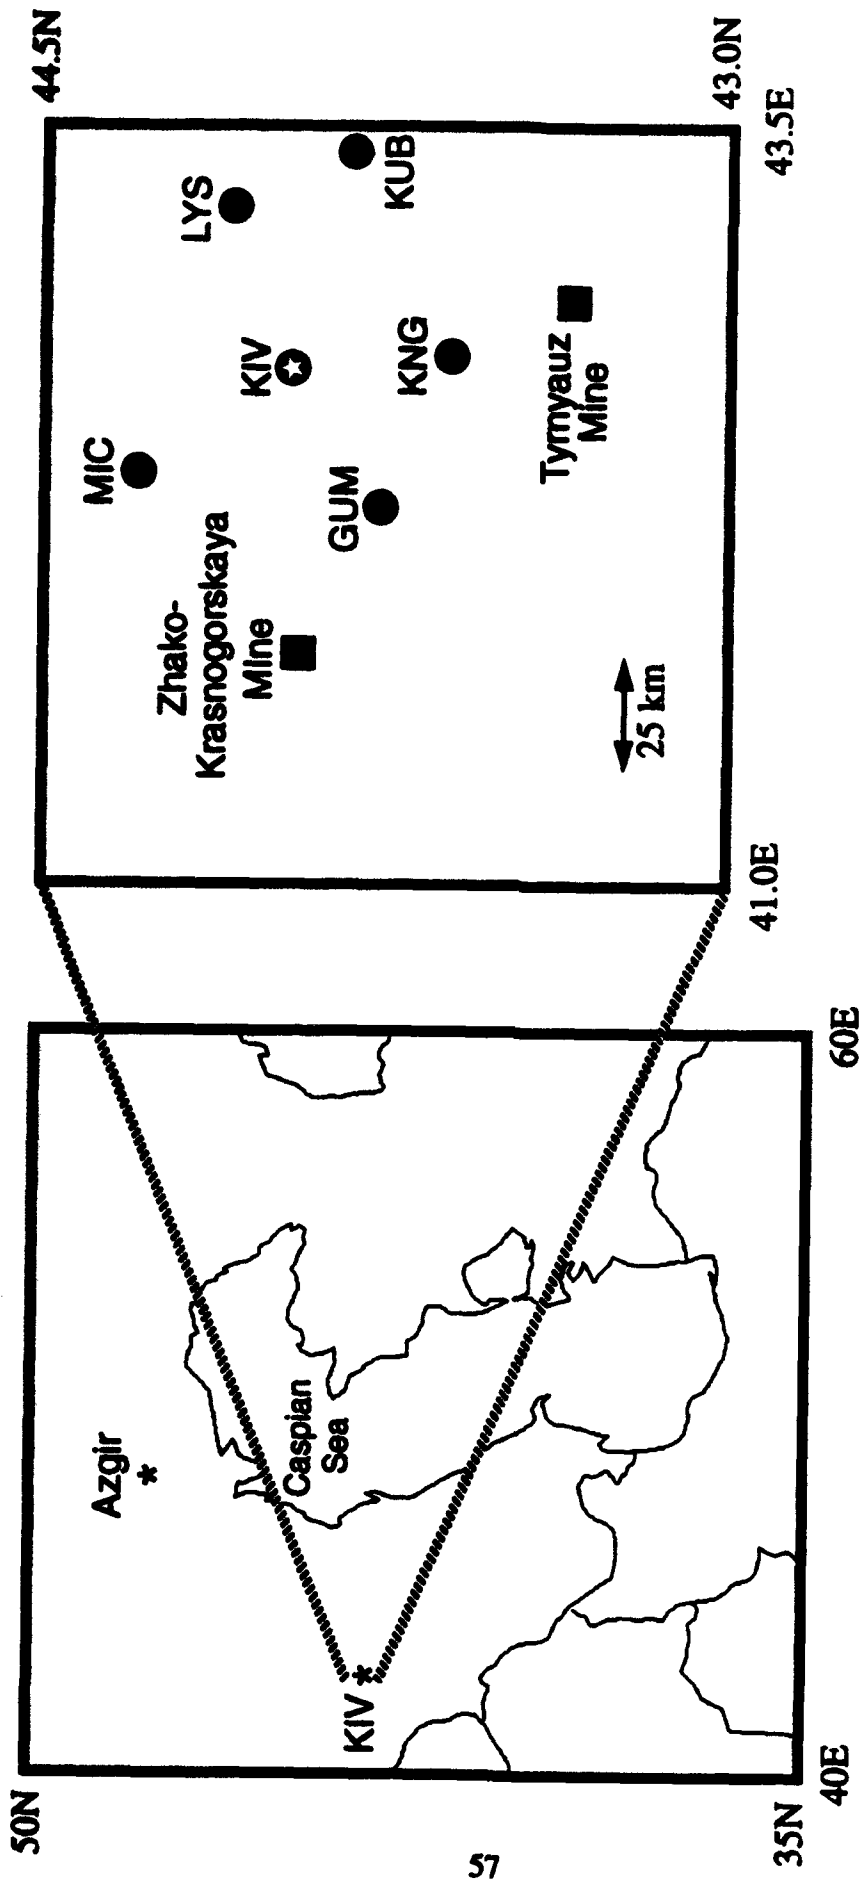 50N
35N
40E
60E
Azgir
KIV
Caspian
Sea
44.5N
43.0N
41.0E
43.5E
MIC
LYS
KIV
KUB
GUM
KNG
Zhako-
Krasnogorskaya
Mine
Tyrnyauz
Mine
25 km
57